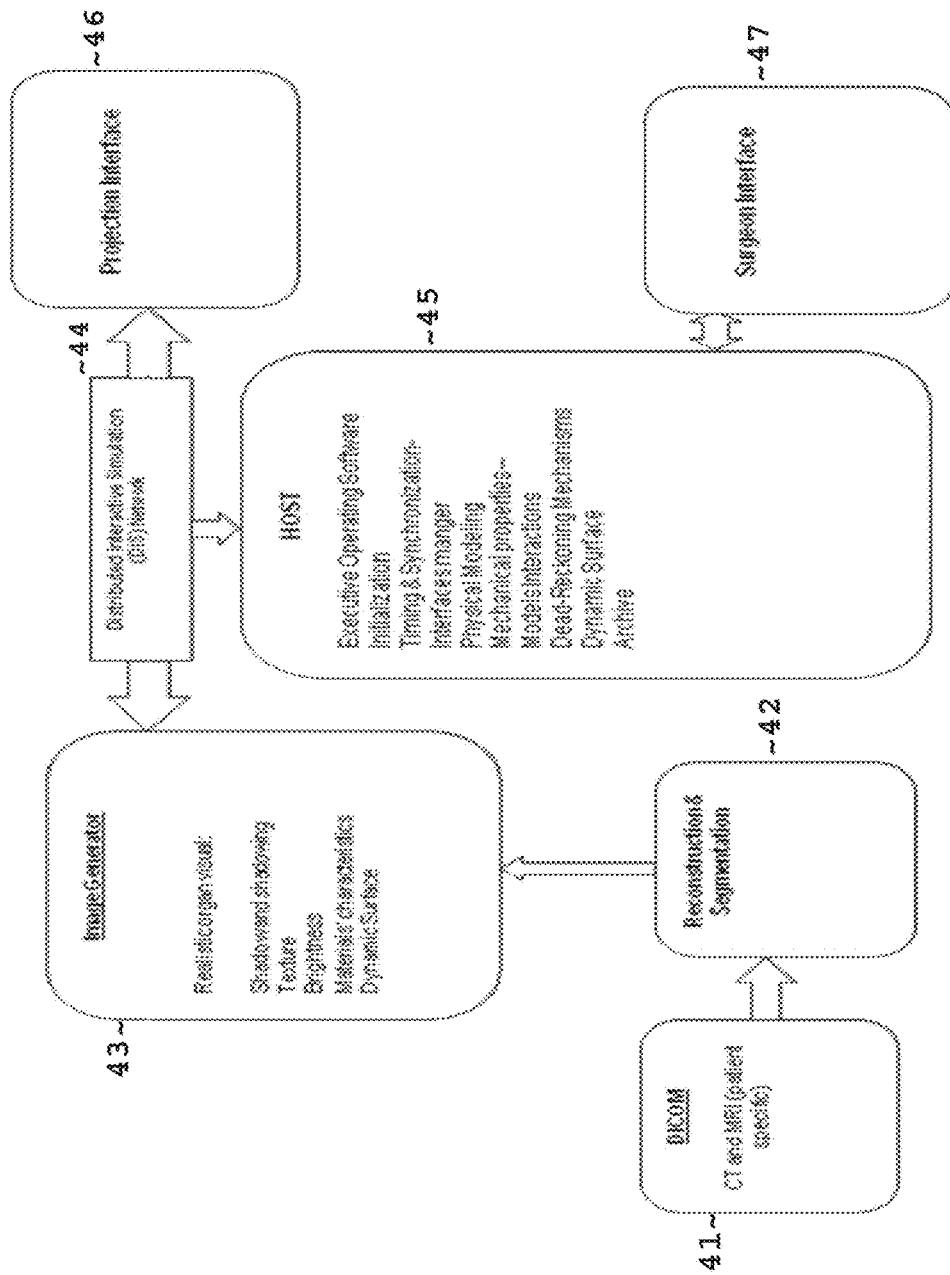 43~
Image Generator
Realistic organ visual:
Shadow and shadowing
Texture
Brightness
Materials' characteristics
Dynamic Surface
~44
Distributed Interactive Simulation
(DIS) Network
Projection Interface
~46
41~
DICOM
CT and MRI (patient
specific)
Reconstruction &
Segmentation
~42
HOST
Executive Operating Software
Initialization
Timing & Synchronization-
Interfaces manger
Physical Modeling
Mechanical properties--
Models Interactions
Dead-Reckoning Mechanisms
Dynamic Surface
Archive
~45
Surgeon Interface
~47